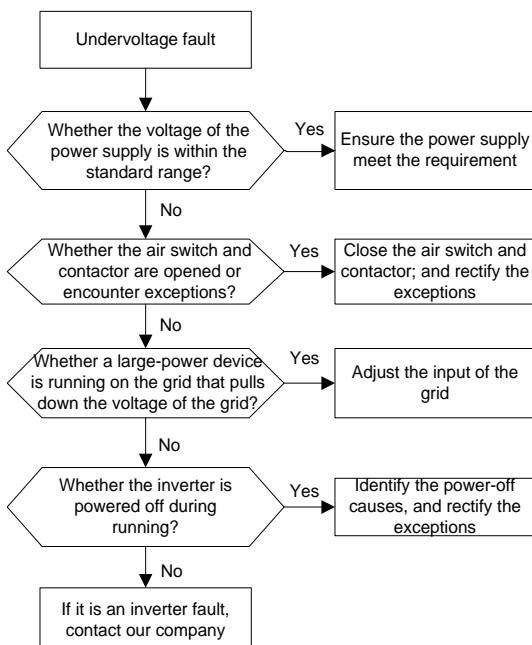 Undervoltage fault
Whether the voltage of the
power supply is within the
standard range?
Yes
Ensure the power supply
meet the requirement
No
Whether the air switch and
contactor are opened or
encounter exceptions?
Yes
Close the air switch and
contactor; and rectify the
exceptions
No
Whether a large-power device
is running on the grid that pulls
down the voltage of the grid?
Yes
Adjust the input of the
grid
No
Whether the inverter is
powered off during
running?
Yes
Identify the power-off
causes, and rectify the
exceptions
No
If it is an inverter fault,
contact our company